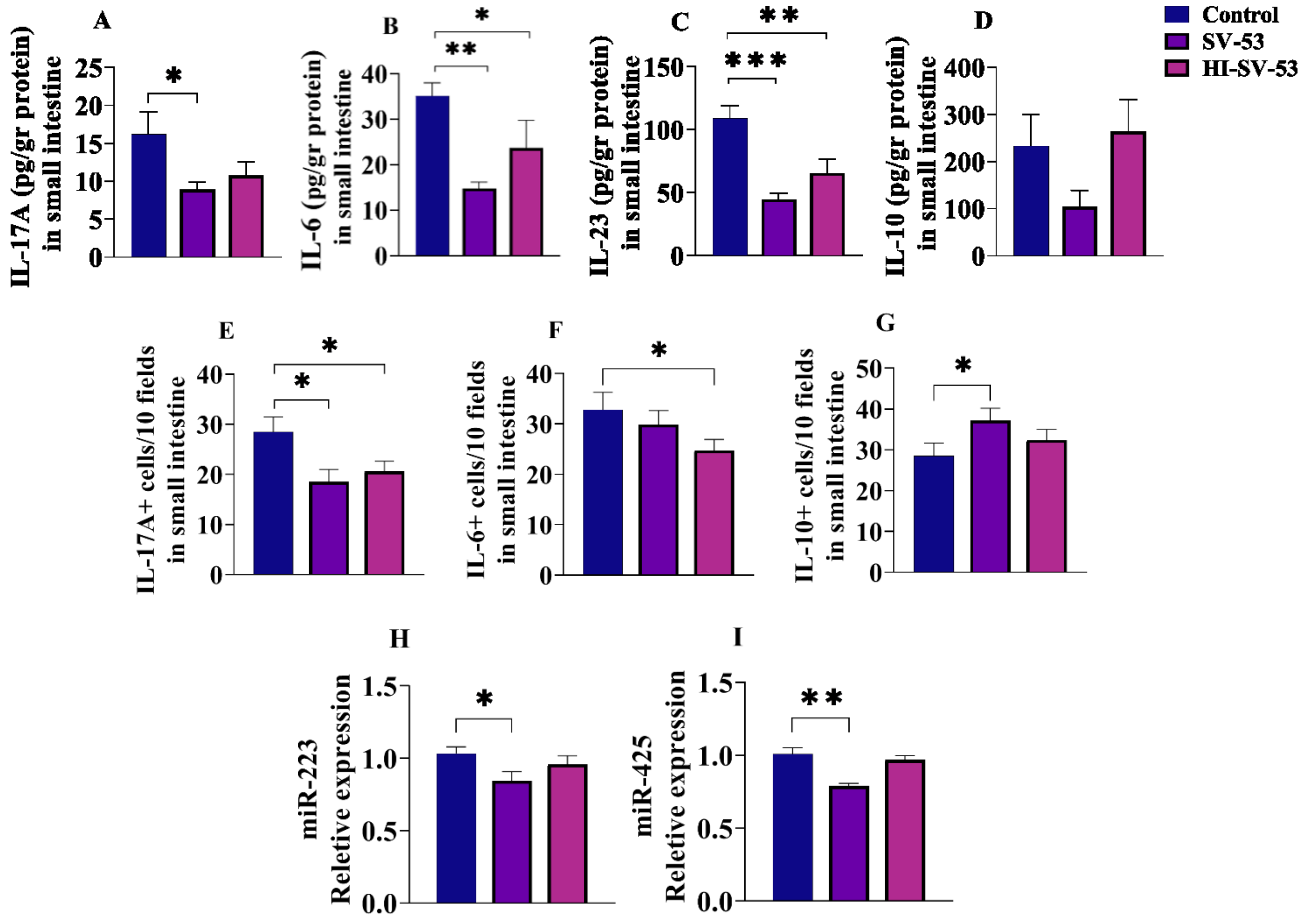 A
IL-17A (pg/gr protein)
in small intestine
25
20
15
10
5
0
*
B
IL-6 (pg/gr protein)
in small intestine
40
30
20
10
0
*
**
C
IL-23 (pg/gr protein)
in small intestine
150
100
50
0
**
***
D
IL-10 (pg/gr protein)
in small intestine
400
300
200
100
0
Control
SV-53
HI-SV-53
E
IL-17A+ cells/10 fields
in small intestine
40
30
20
10
0
*
*
F
IL-6+ cells/10 fields
in small intestine
40
30
20
10
0
*
G
IL-10+ cells/10 fields
in small intestine
50
40
30
20
10
0
*
H
miR-223
Reletive expression
1.5
1.0
0.5
0.0
*
I
miR-425
Reletive expression
1.5
1.0
0.5
0.0
**